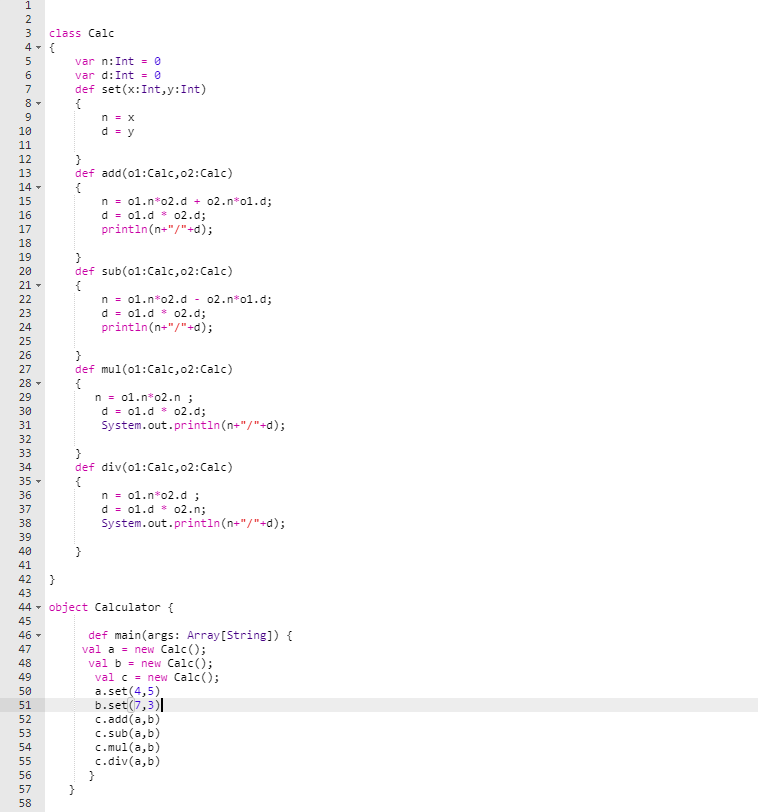 1
2
3 class Calc
4 {
5 var n:Int = 0
6 var d:Int = 0
7 def set(x:Int,y:Int)
8 {
9 n = x
10 d = y
11
12 }
13 def add(o1:Calc,o2:Calc)
14 {
15 n = o1.n*o2.d + o2.n*o1.d;
16 d = o1.d * o2.d;
17 println(n+"/"+d);
18
19 }
20 def sub(o1:Calc,o2:Calc)
21 {
22 n = o1.n*o2.d - o2.n*o1.d;
23 d = o1.d * o2.d;
24 println(n+"/"+d);
25
26 }
27 def mul(o1:Calc,o2:Calc)
28 {
29 n = o1.n*o2.n ;
30 d = o1.d * o2.d;
31 System.out.println(n+"/"+d);
32
33 }
34 def div(o1:Calc,o2:Calc)
35 {
36 n = o1.n*o2.d ;
37 d = o1.d * o2.n;
38 System.out.println(n+"/"+d);
39
40 }
41
42 }
43
44 object Calculator {
45
46 def main(args: Array[String]) {
47 val a = new Calc();
48 val b = new Calc();
49 val c = new Calc();
50 a.set(4,5)
51 b.set(7,3)
52 c.add(a,b)
53 c.sub(a,b)
54 c.mul(a,b)
55 c.div(a,b)
56 }
57 }
58